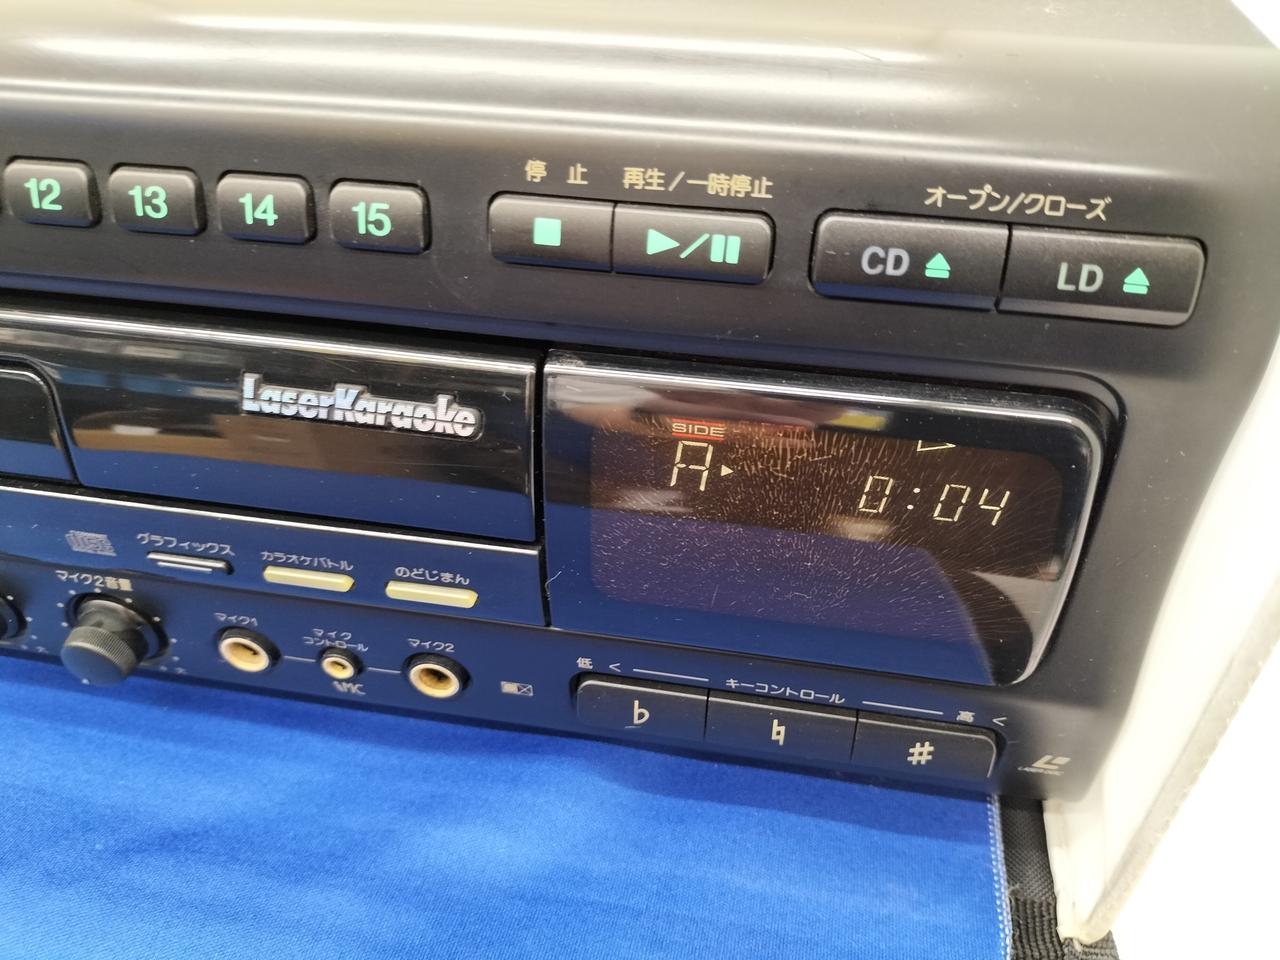 停止 再生/一時停止
オープン/クローズ
12 13 14 15
CD LD
LaserKaraoke
SIDE
A 0:04
グラフィックス カラオケバトル のどじまん
マイク2音量
マイク1 マイクコントロール マイク2
低 < キーコントロール 高 <
♭ ♮ ♯